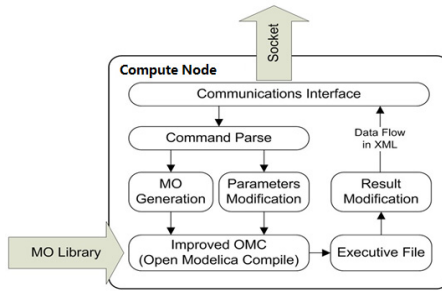 Socket
Compute Node
Communications Interface
Command Parse
Data Flow
in XML
MO
Generation
Parameters
Modification
Result
Modification
MO Library
Improved OMC
(Open Modelica Compile)
Executive File